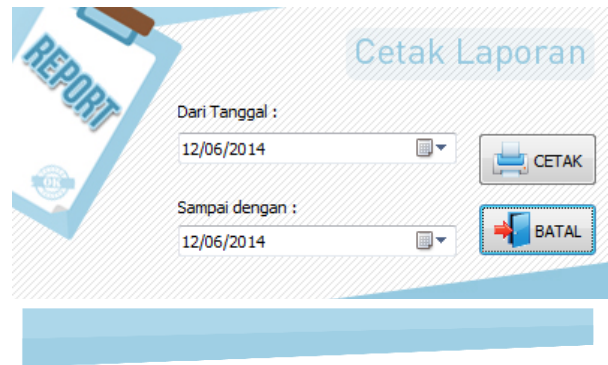 REPORT
Cetak Laporan
Dari Tanggal :
12/06/2014
CETAK
Sampai dengan :
12/06/2014
BATAL